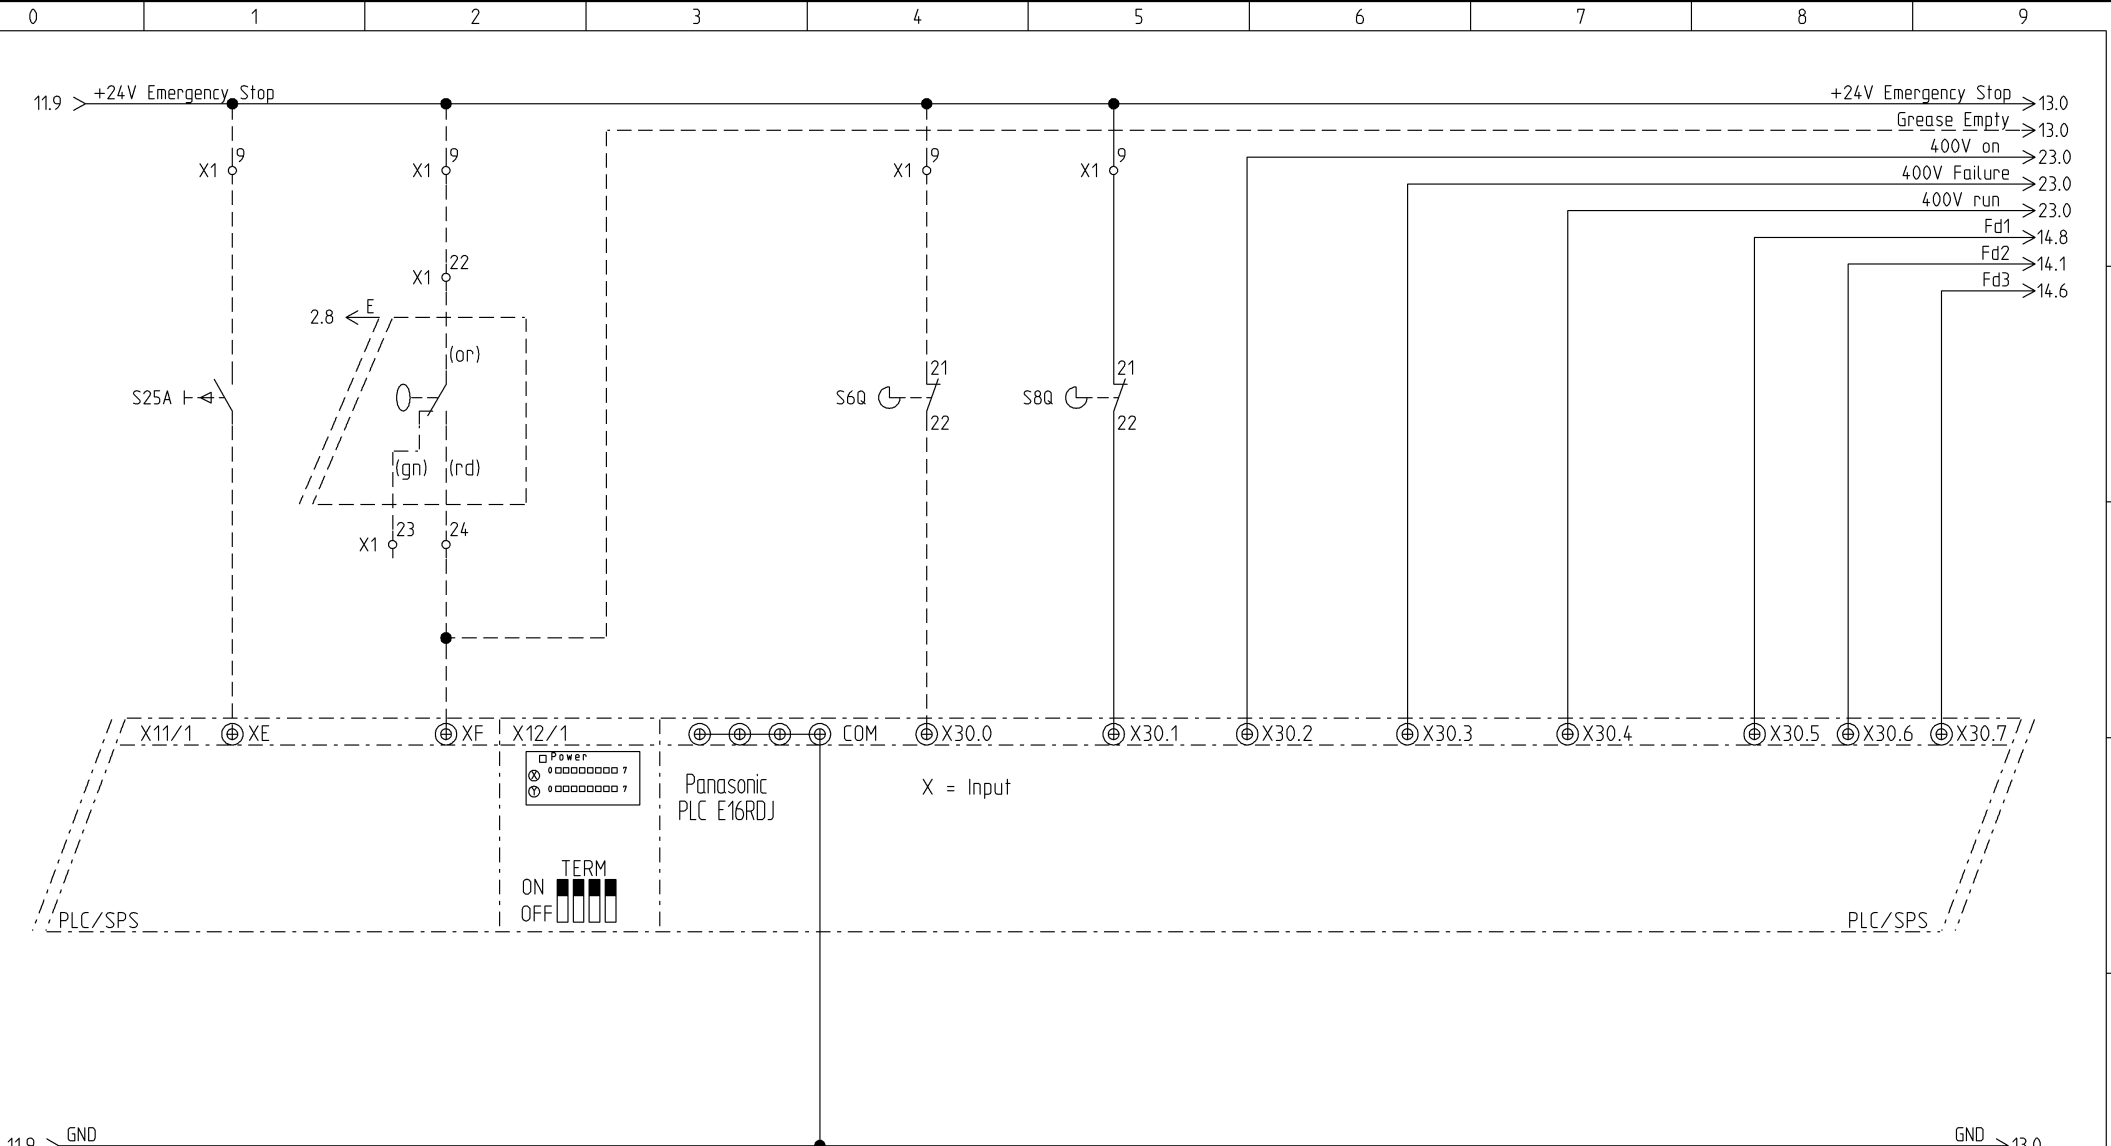 0 1 2 3 4 5 6 7 8 9
11.9 +24V Emergency Stop +24V Emergency Stop 13.0
Grease Empty 13.0
400V on 23.0
400V Failure 23.0
400V run 23.0
Fd1 14.8
Fd2 14.1
Fd3 14.6
X1 9 X1 9 X1 9 X1 9
X1 22
2.8 E
(or)
21 21
S25A S6Q S8Q
22 22
(gn) (rd)
X1 23 24
X11/1 XE XF X12/1 COM X30.0 X30.1 X30.2 X30.3 X30.4 X30.5 X30.6 X30.7
Power
X 0 7
Y 0 7
Panasonic
PLC E16RDJ
X = Input
TERM
ON
OFF
PLC/SPS PLC/SPS
11.9 GND GND 13.0